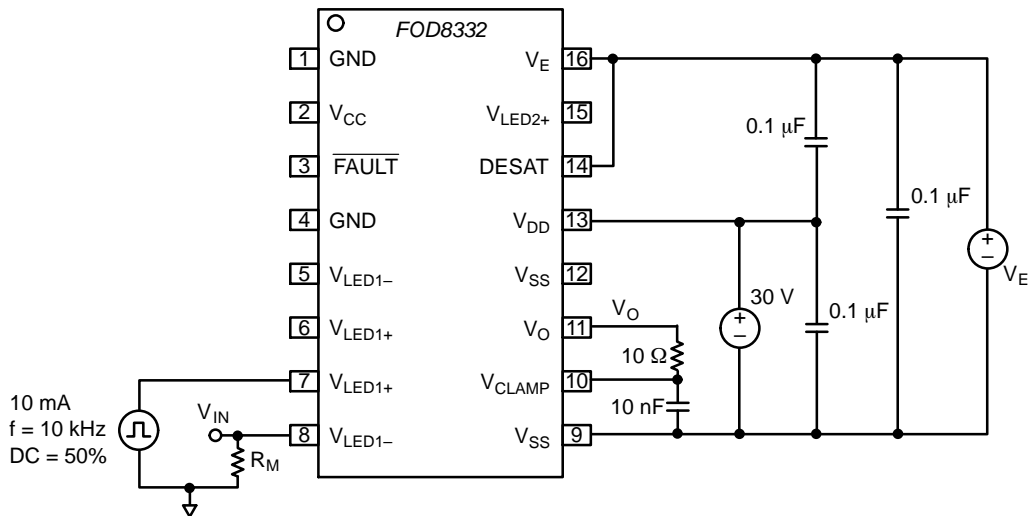 FOD8332
1 GND
2 VCC
3 FAULT
4 GND
5 VLED1–
6 VLED1+
7 VLED1+
8 VLED1–
VE 16
VLED2+ 15
DESAT 14
VDD 13
VSS 12
VO 11
VCLAMP 10
VSS 9
10 mA
f = 10 kHz
DC = 50%
VIN
RM
VO
10 Ω
10 nF
30 V
+
–
0.1 μF
0.1 μF
0.1 μF
+
–
VE